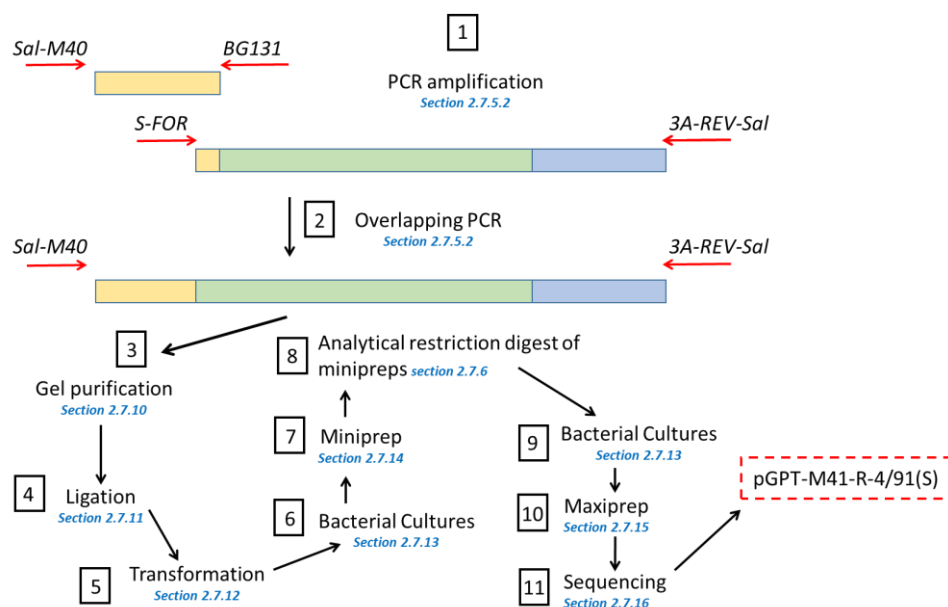 1
Sal-M40
BG131
PCR amplification
Section 2.7.5.2
S-FOR
3A-REV-Sal
2
Overlapping PCR
Section 2.7.5.2
Sal-M40
3A-REV-Sal
3
Gel purification
Section 2.7.10
4
Ligation
Section 2.7.11
5
Transformation
Section 2.7.12
6
Bacterial Cultures
Section 2.7.13
7
Miniprep
Section 2.7.14
8
Analytical restriction digest of
minipreps section 2.7.6
9
Bacterial Cultures
Section 2.7.13
10
Maxiprep
Section 2.7.15
11
Sequencing
Section 2.7.16
pGPT-M41-R-4/91(S)